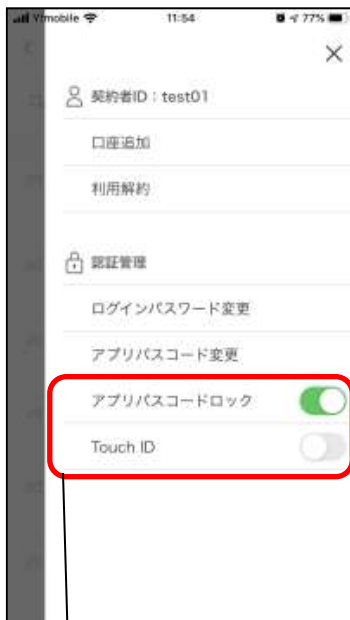 Y!mobile 11:54 77%
契約者ID：test01
口座追加
利用解約
認証管理
ログインパスワード変更
アプリパスコード変更
アプリパスコードロック
Touch ID